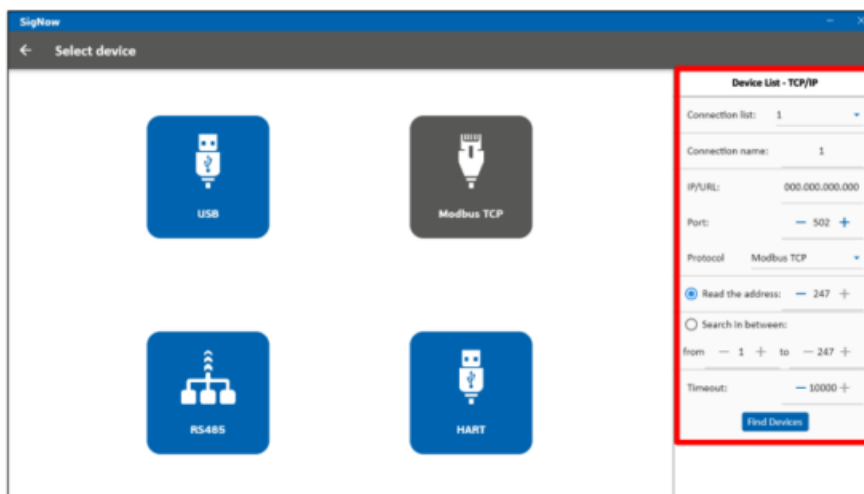 SigNow
Select device
USB
Modbus TCP
RS485
HART
Device List - TCP/IP
Connection list: 1
Connection name: 1
IP/URL: 000.000.000.000
Port: − 502 +
Protocol Modbus TCP
Read the address: − 247 +
Search in between:
from − 1 + to − 247 +
Timeout: − 10000 +
Find Devices